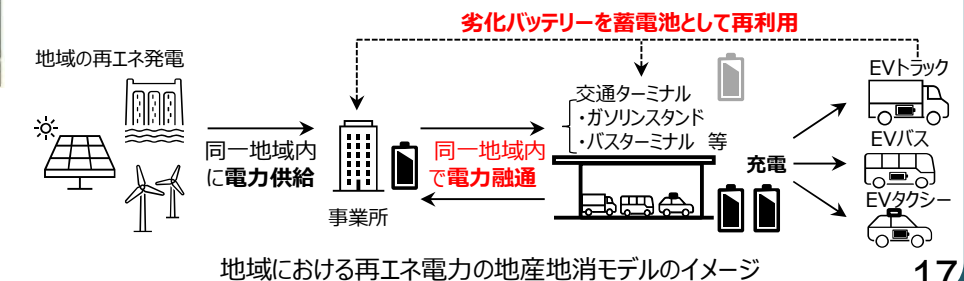 劣化バッテリーを蓄電池として再利用
地域の再エネ発電
同一地域内
に電力供給
事業所
同一地域内
で電力融通
交通ターミナル
・ガソリンスタンド
・バスターミナル 等
充電
EVトラック
EVバス
EVタクシー
地域における再エネ電力の地産地消モデルのイメージ
17